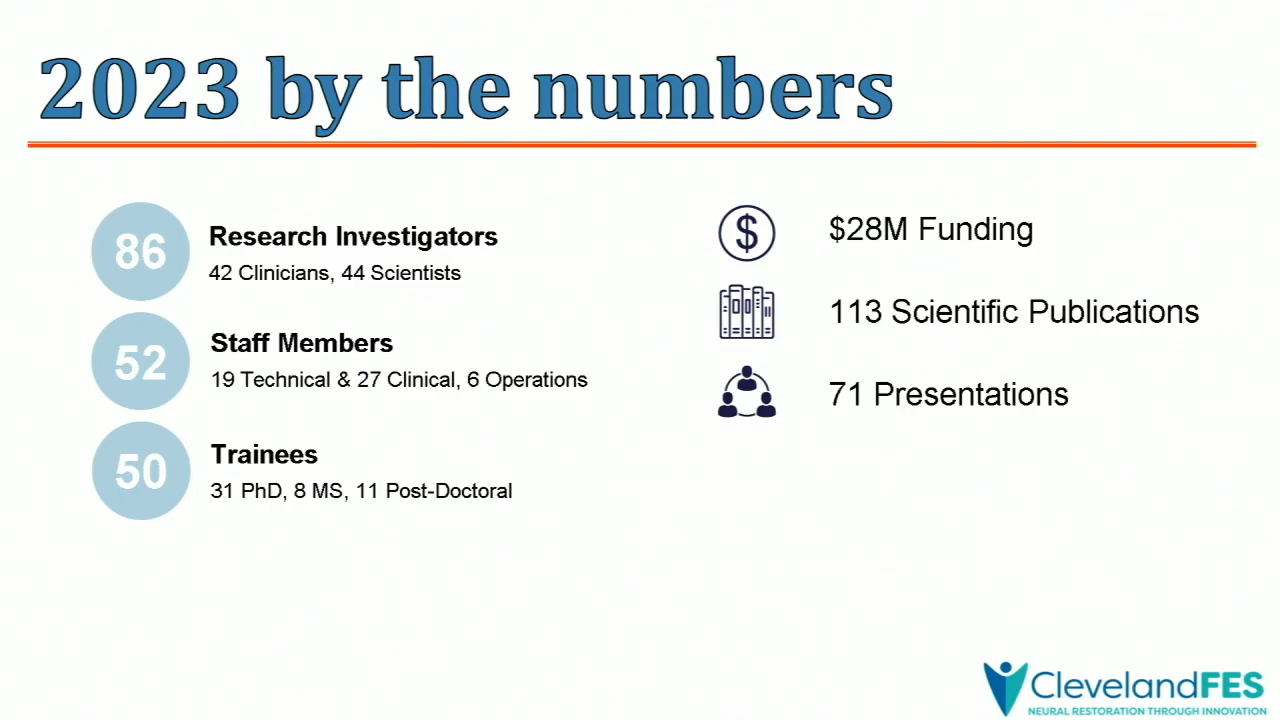 2023 by the numbers
86
Research Investigators
42 Clinicians, 44 Scientists
52
Staff Members
19 Technical & 27 Clinical, 6 Operations
50
Trainees
31 PhD, 8 MS, 11 Post-Doctoral
$
$28M Funding
113 Scientific Publications
71 Presentations
ClevelandFES
NEURAL RESTORATION THROUGH INNOVATION